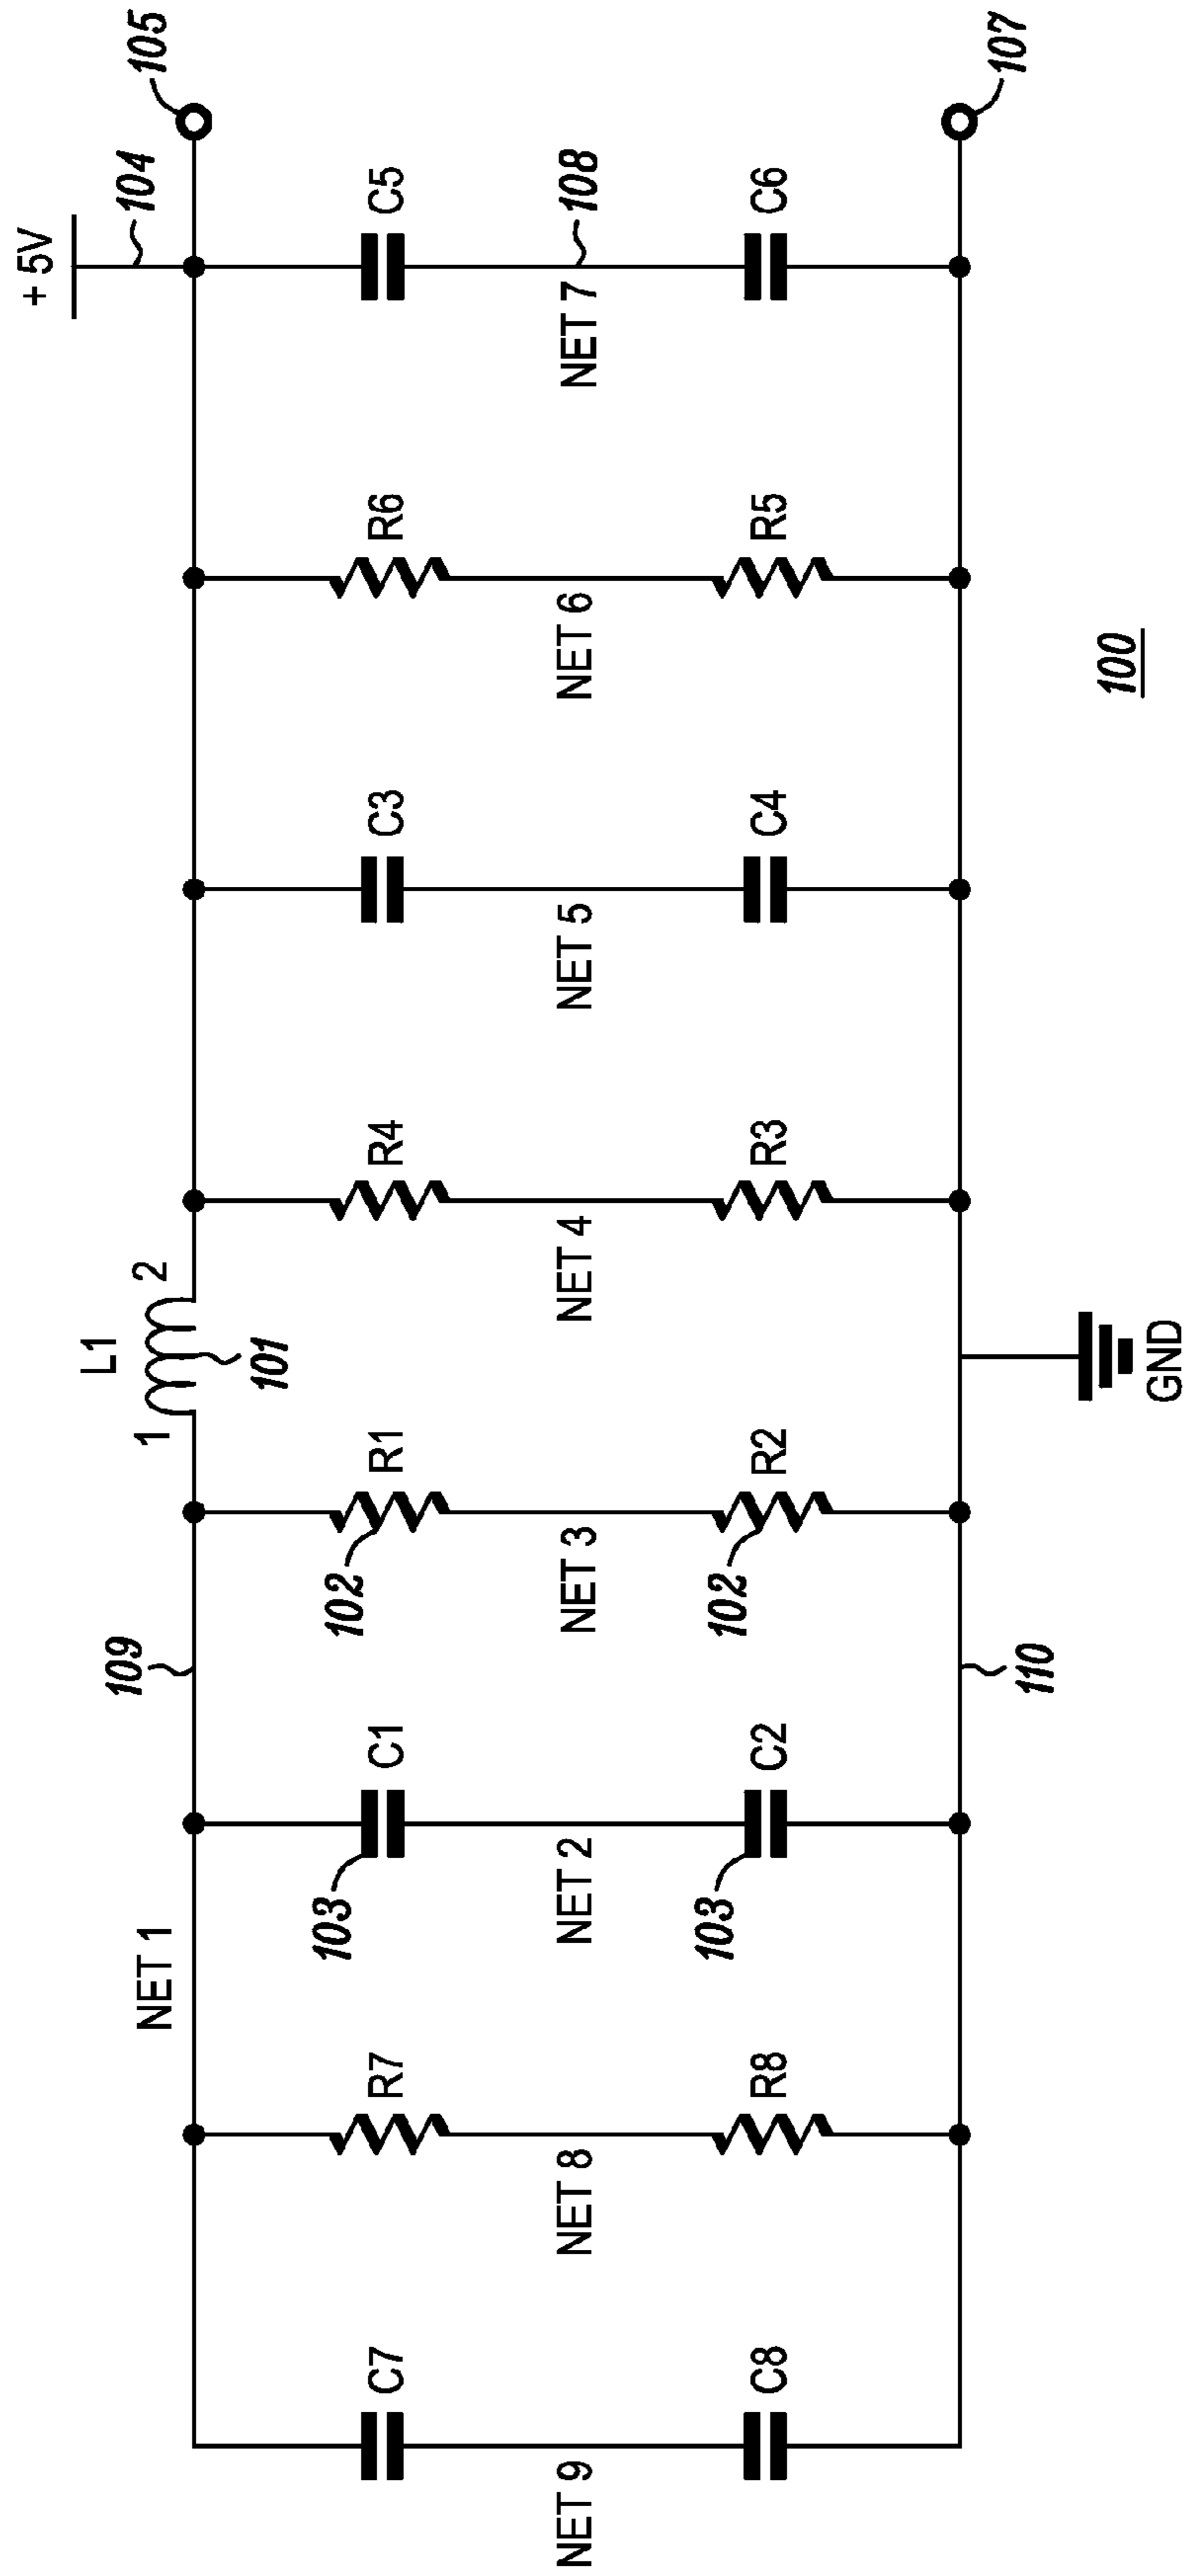 + 5V
104
105
L1
1
2
101
109
NET 1
C7
R7
C1
R1
R4
C3
R6
C5
103
102
NET 9
NET 8
NET 2
NET 3
NET 4
NET 5
NET 6
NET 7
108
C8
R8
C2
R2
R3
C4
R5
C6
103
102
110
107
GND
100